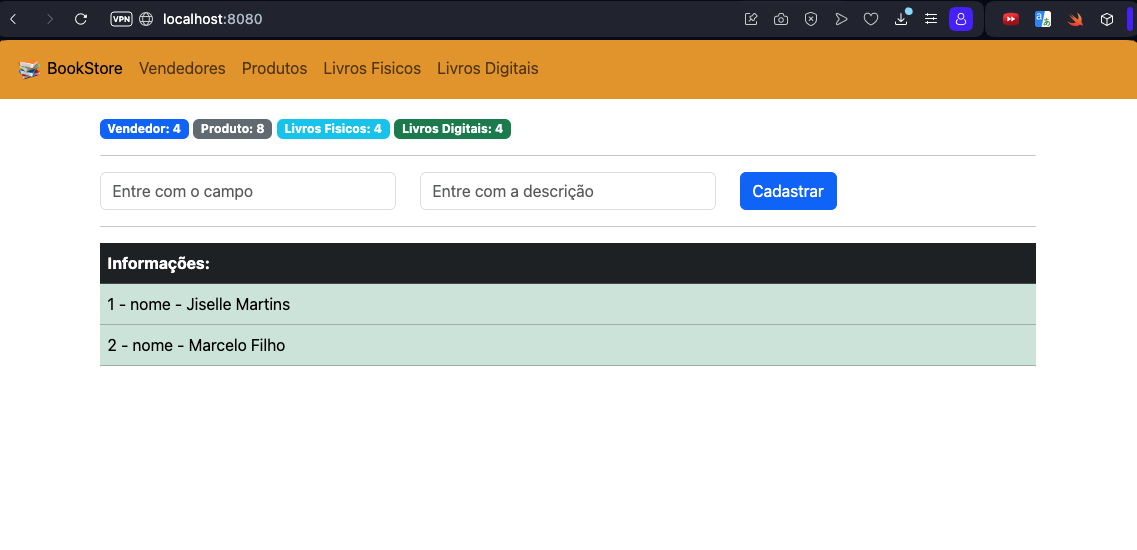 VPN localhost:8080
BookStore Vendedores Produtos Livros Fisicos Livros Digitais
Vendedor: 4 Produto: 8 Livros Fisicos: 4 Livros Digitais: 4
Entre com o campo Entre com a descrição Cadastrar
Informações:
1 - nome - Jiselle Martins
2 - nome - Marcelo Filho